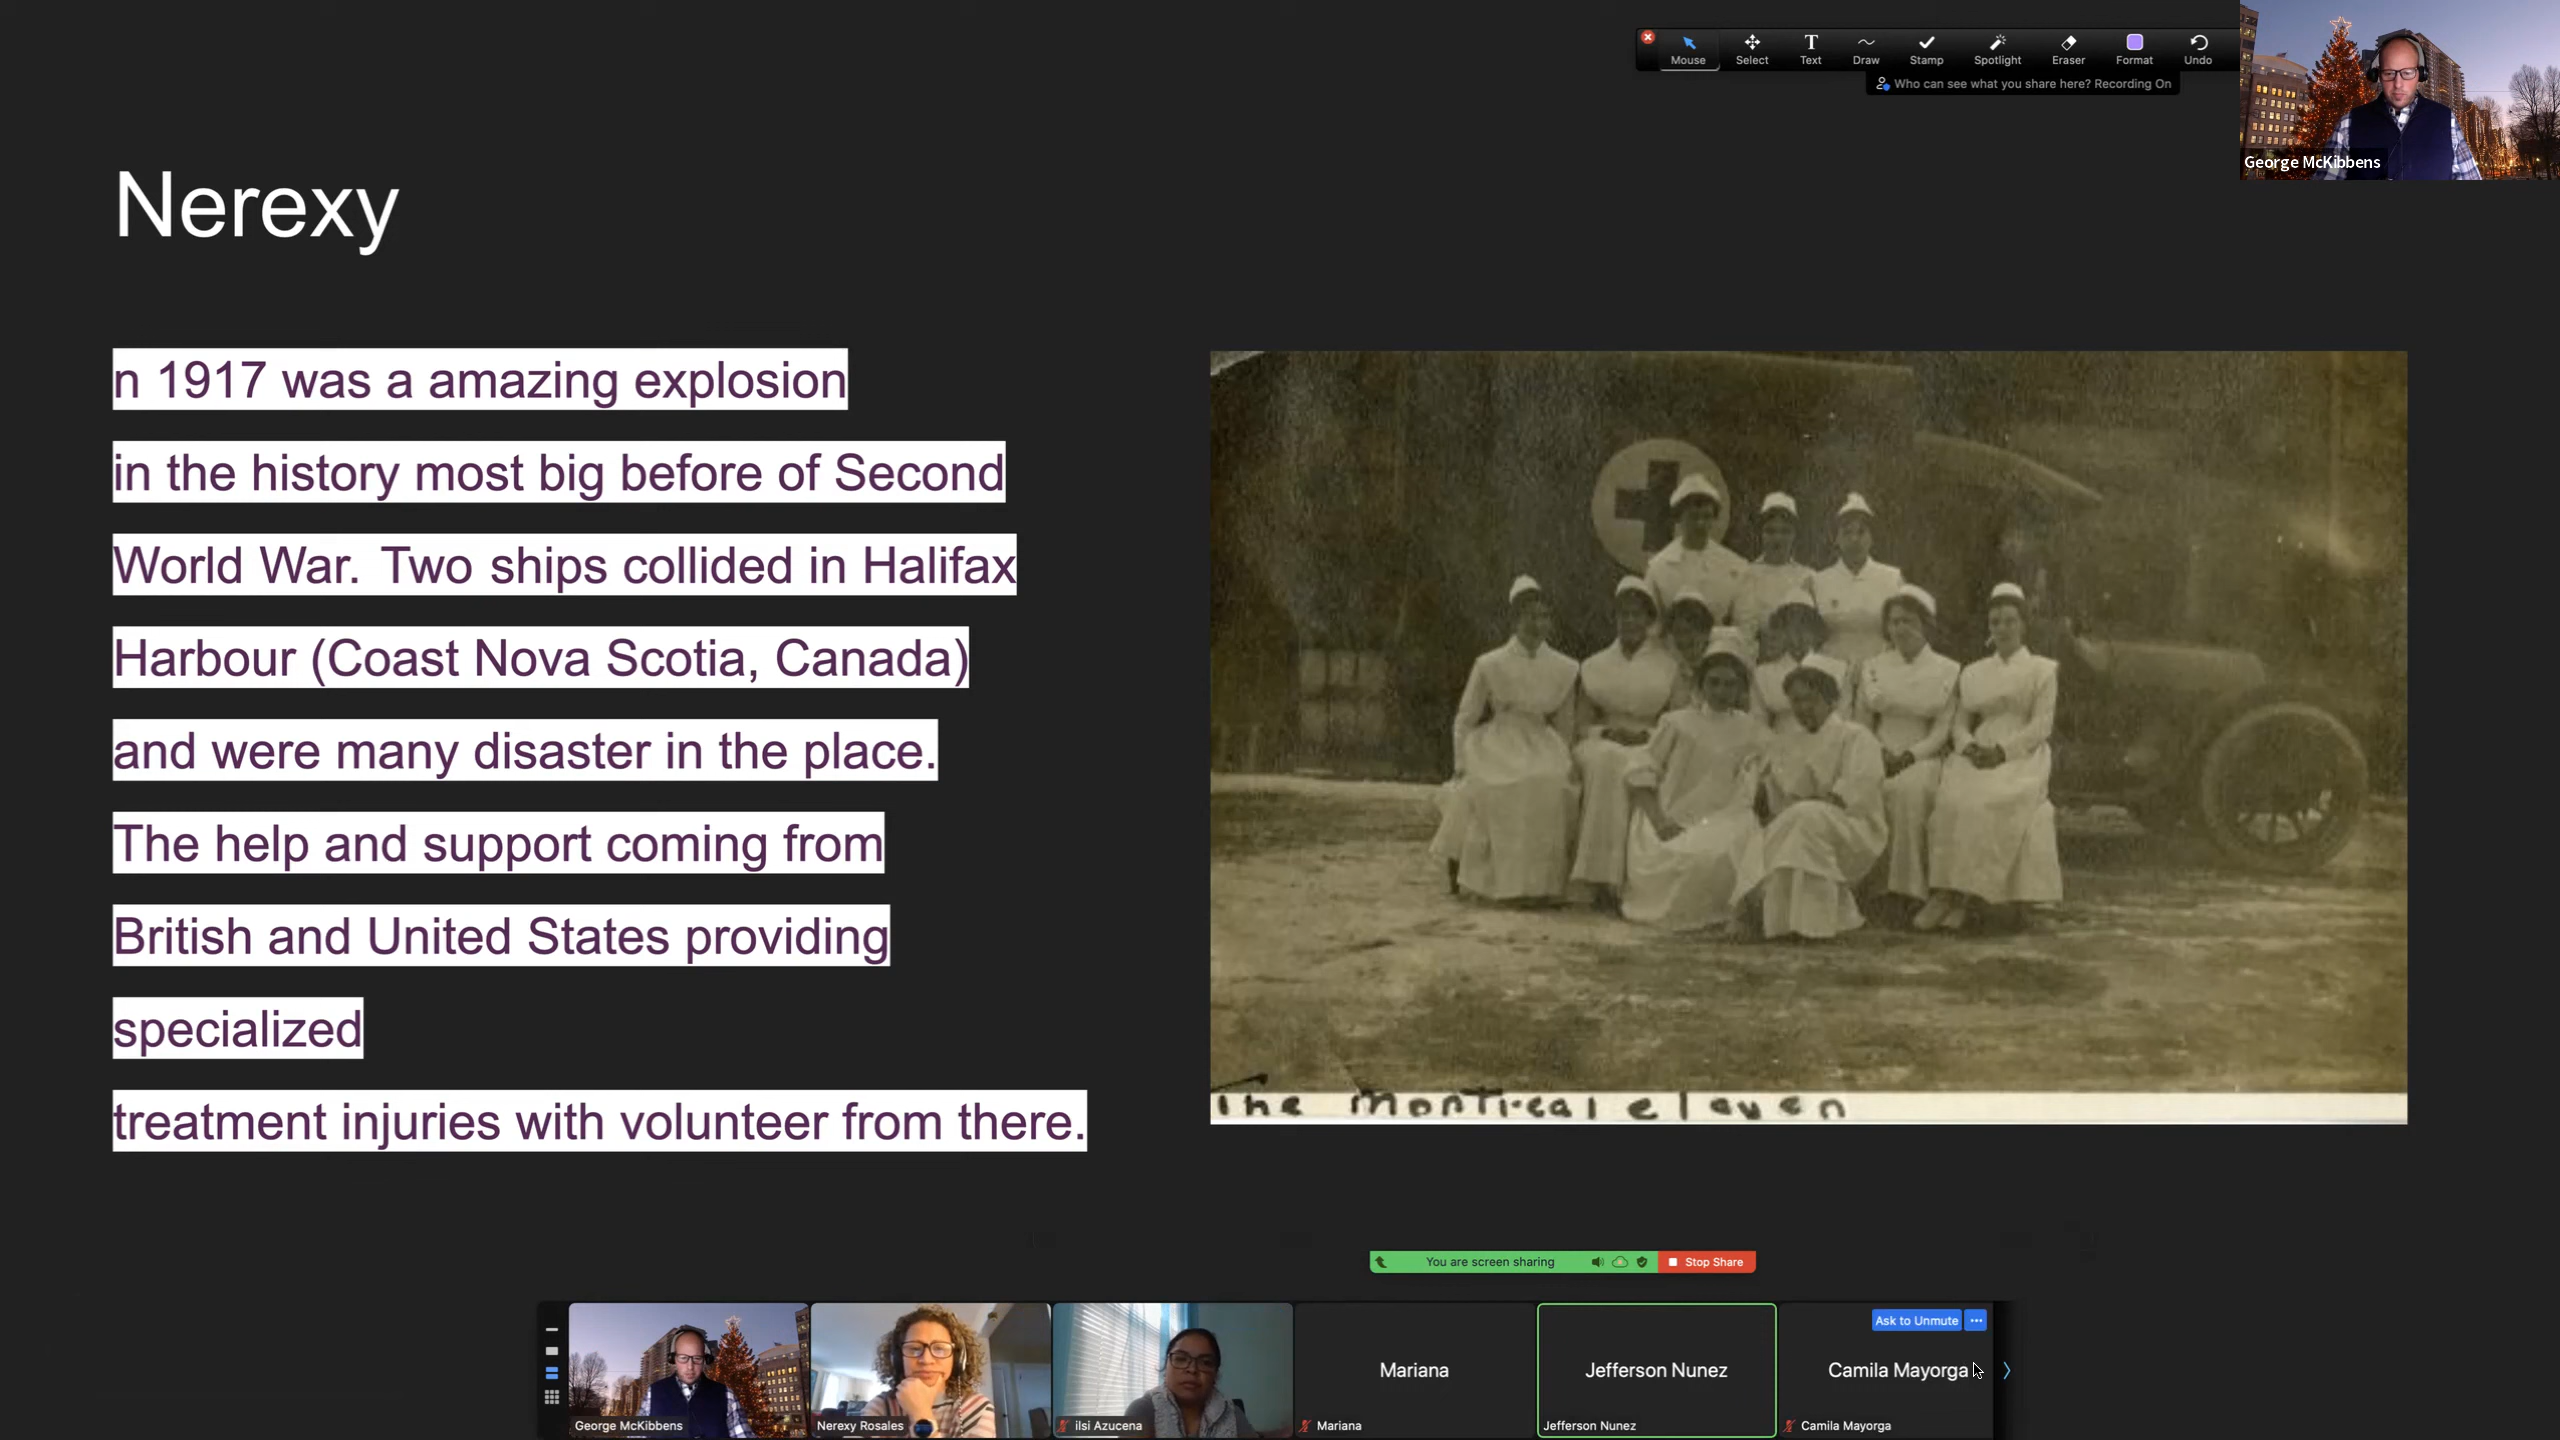 Mouse
Select
Text
Draw
Stamp
Spotlight
Eraser
Format
Undo
Who can see what you share here? Recording On
George McKibbens
Nerexy
n 1917 was a amazing explosion
in the history most big before of Second
World War. Two ships collided in Halifax
Harbour (Coast Nova Scotia, Canada)
and were many disaster in the place.
The help and support coming from
British and United States providing
specialized
treatment injuries with volunteer from there.
The Montreal eleven
You are screen sharing
Stop Share
George McKibbens
Nerexy Rosales
ilsi Azucena
Mariana
Mariana
Jefferson Nunez
Jefferson Nunez
Ask to Unmute
Camila Mayorga
Camila Mayorga